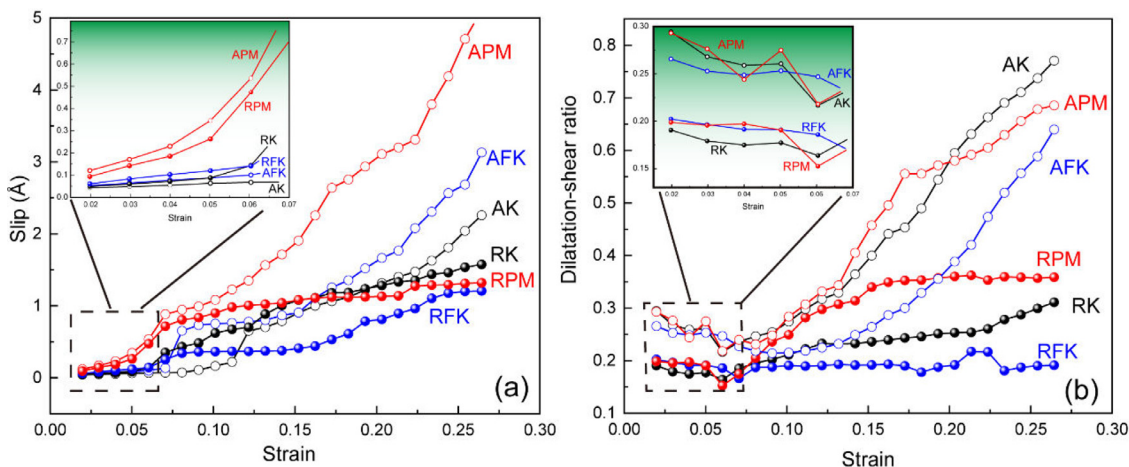 5
4
3
2
1
0
Slip (Å)
0.00 0.05 0.10 0.15 0.20 0.25 0.30
Strain
APM
AFK
AK
RK
RPM
RFK
(a)
0.7
0.6
0.5
0.4
0.3
0.2
0.1
0.0
0.02 0.03 0.04 0.05 0.06 0.07
Strain
APM
RPM
RK
RFK
AFK
AK
0.8
0.7
0.6
0.5
0.4
0.3
0.2
0.1
Dilatation-shear ratio
0.00 0.05 0.10 0.15 0.20 0.25 0.30
Strain
AK
APM
AFK
RPM
RK
RFK
(b)
0.30
0.25
0.20
0.15
0.02 0.03 0.04 0.05 0.06 0.07
Strain
APM
AFK
AK
RFK
RK
RPM